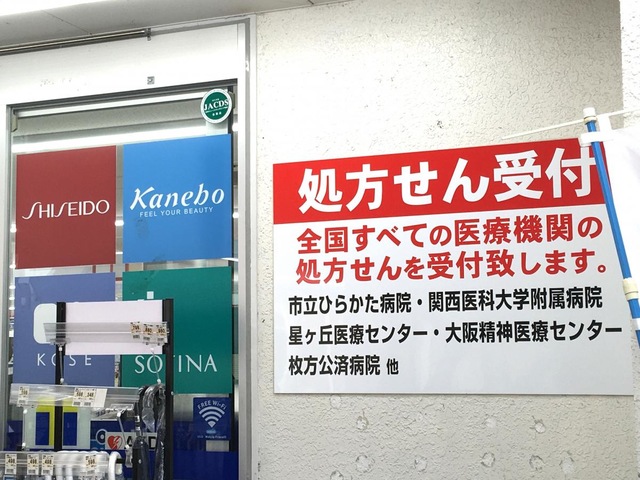 JACDS
SHISEIDO
Kanebo
FEEL YOUR BEAUTY
KOSÉ
SOFINA
FREE Wi-Fi
AED
処方せん受付
全国すべての医療機関の
処方せんを受付致します。
市立ひらかた病院・関西医科大学附属病院
星ヶ丘医療センター・大阪精神医療センター
枚方公済病院 他